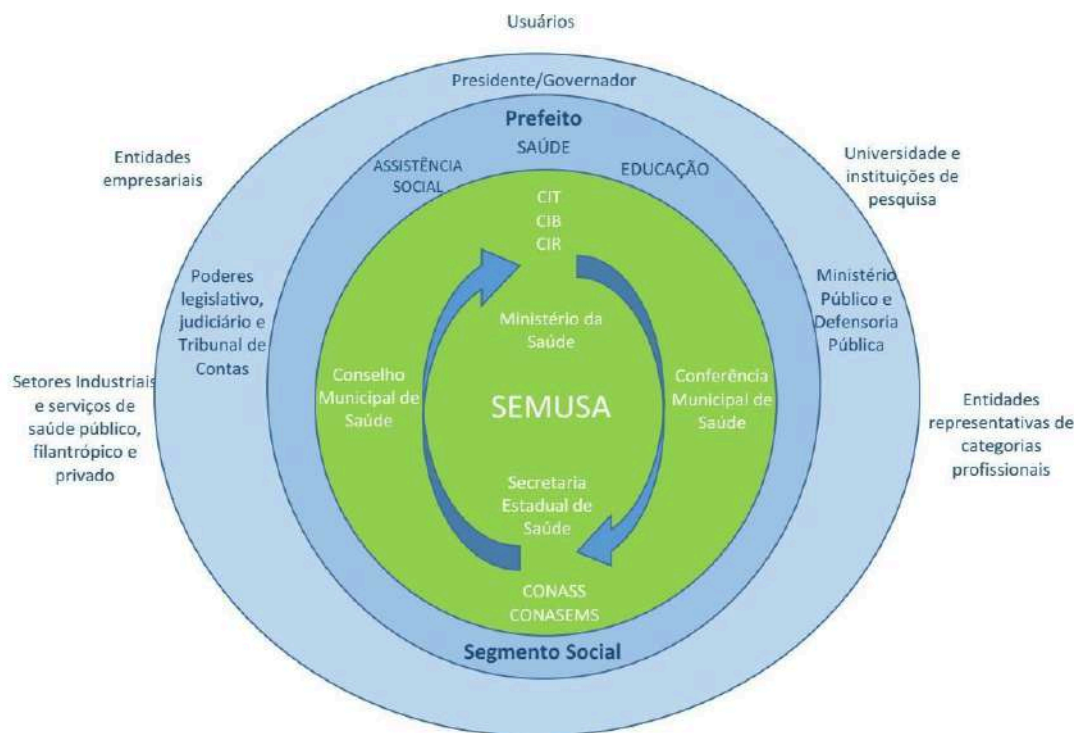 Usuários
Presidente/Governador
Prefeito
SAÚDE
ASSISTÊNCIA
SOCIAL
EDUCAÇÃO
Entidades
empresariais
Universidade e
instituições de
pesquisa
CIT
CIB
CIR
Poderes
legislativo,
judiciário e
Tribunal de
Contas
Ministério
Público e
Defensoria
Pública
Ministério da
Saúde
Conselho
Municipal de
Saúde
SEMUSA
Conferência
Municipal de
Saúde
Setores Industriais
e serviços de
saúde público,
filantrópico e
privado
Entidades
representativas de
categorias
profissionais
Secretaria
Estadual de
Saúde
CONASS
CONASEMS
Segmento Social